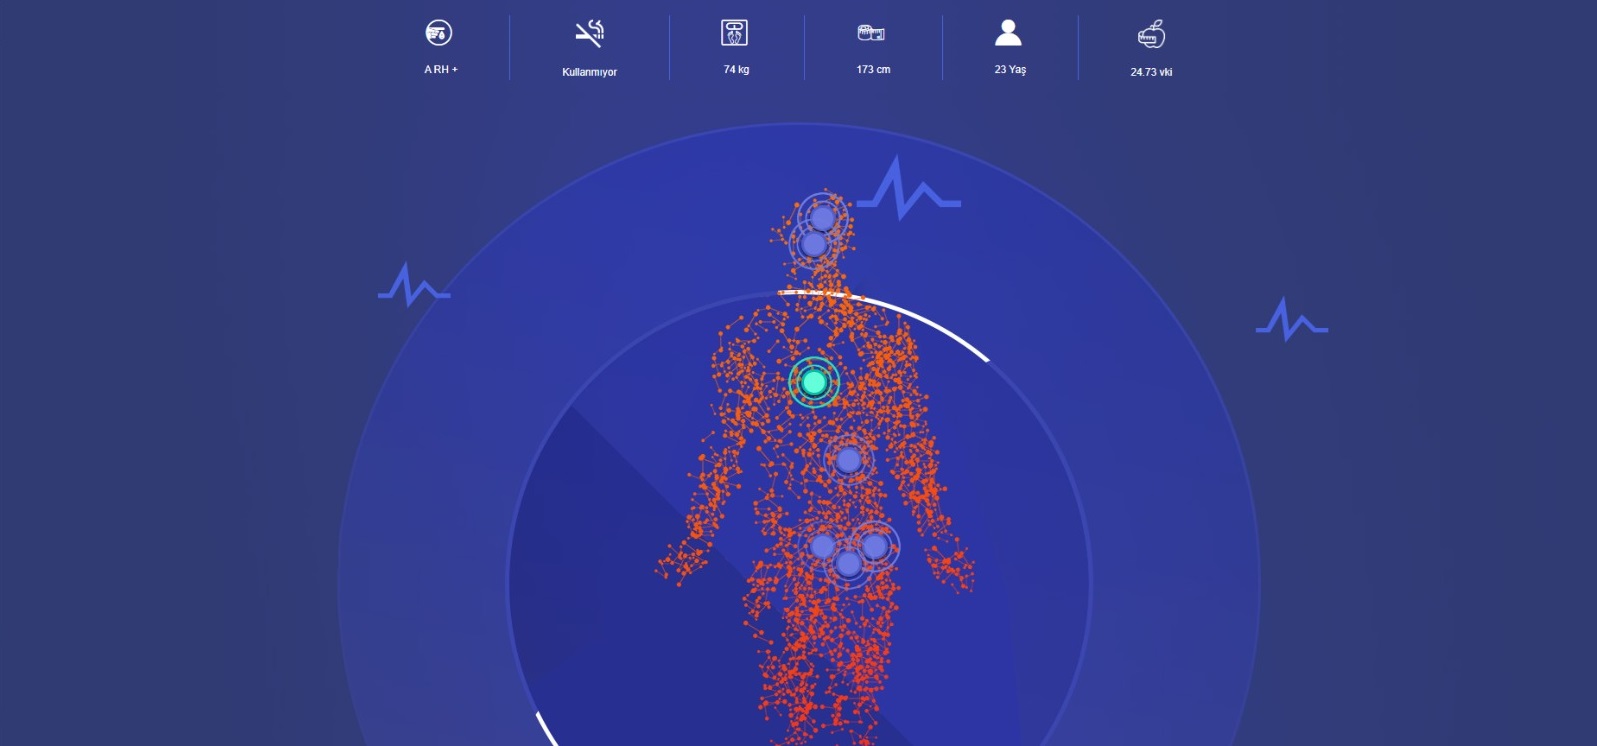 A RH +
Kullanmıyor
74 kg
173 cm
23 Yaş
24.73 vki